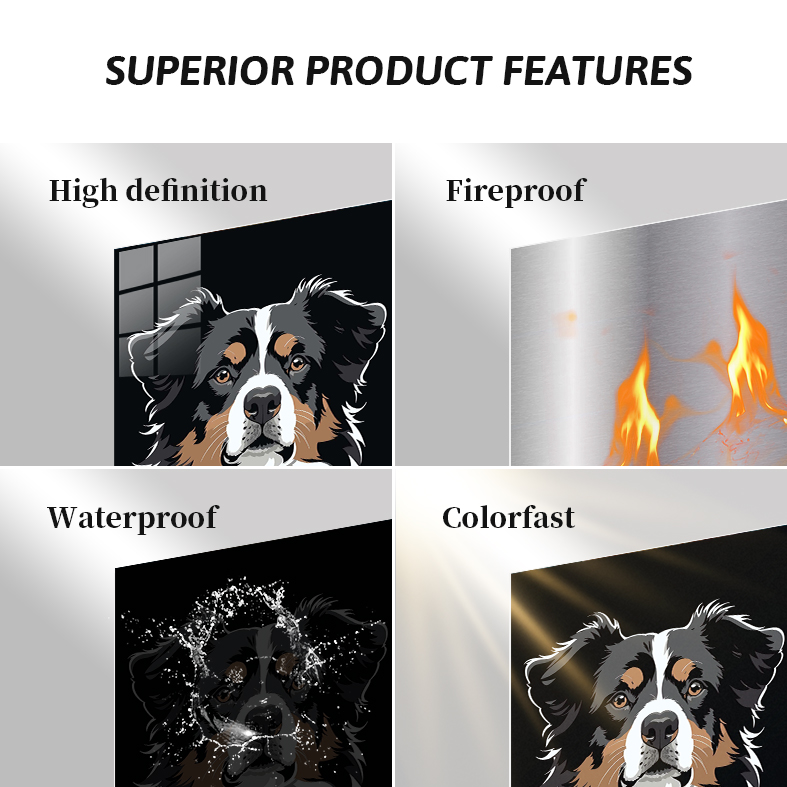 SUPERIOR PRODUCT FEATURES
High definition
Fireproof
Waterproof
Colorfast